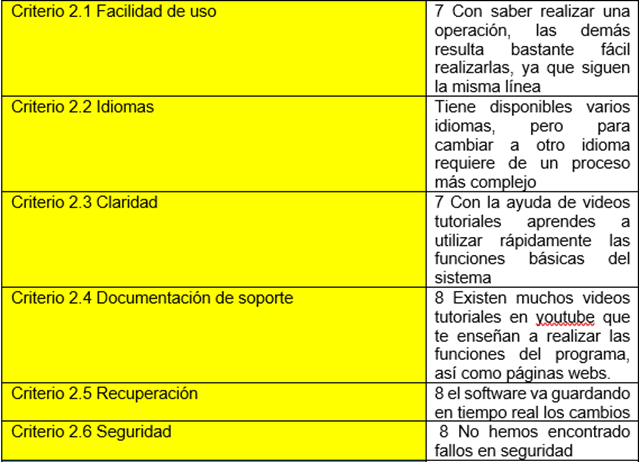 Criterio 2.1 Facilidad de uso
7 Con saber realizar una
operación, las demás
resulta bastante fácil
realizarlas, ya que siguen
la misma línea
Criterio 2.2 Idiomas
Tiene disponibles varios
idiomas, pero para
cambiar a otro idioma
requiere de un proceso
más complejo
Criterio 2.3 Claridad
7 Con la ayuda de videos
tutoriales aprendes a
utilizar rápidamente las
funciones básicas del
sistema
Criterio 2.4 Documentación de soporte
8 Existen muchos videos
tutoriales en youtube que
te enseñan a realizar las
funciones del programa,
así como páginas webs.
Criterio 2.5 Recuperación
8 el software va guardando
en tiempo real los cambios
Criterio 2.6 Seguridad
8 No hemos encontrado
fallos en seguridad